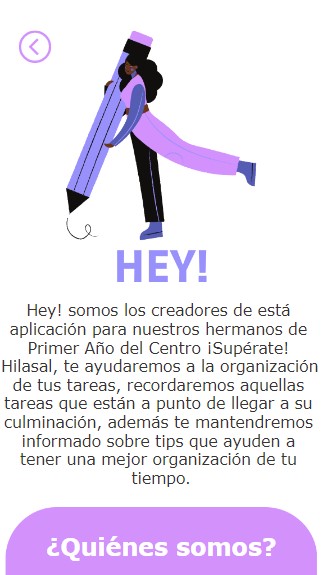 HEY!
Hey! somos los creadores de está
aplicación para nuestros hermanos de
Primer Año del Centro ¡Supérate!
Hilasal, te ayudaremos a la organización
de tus tareas, recordaremos aquellas
tareas que están a punto de llegar a su
culminación, además te mantendremos
informado sobre tips que ayuden a
tener una mejor organización de tu
tiempo.
¿Quiénes somos?